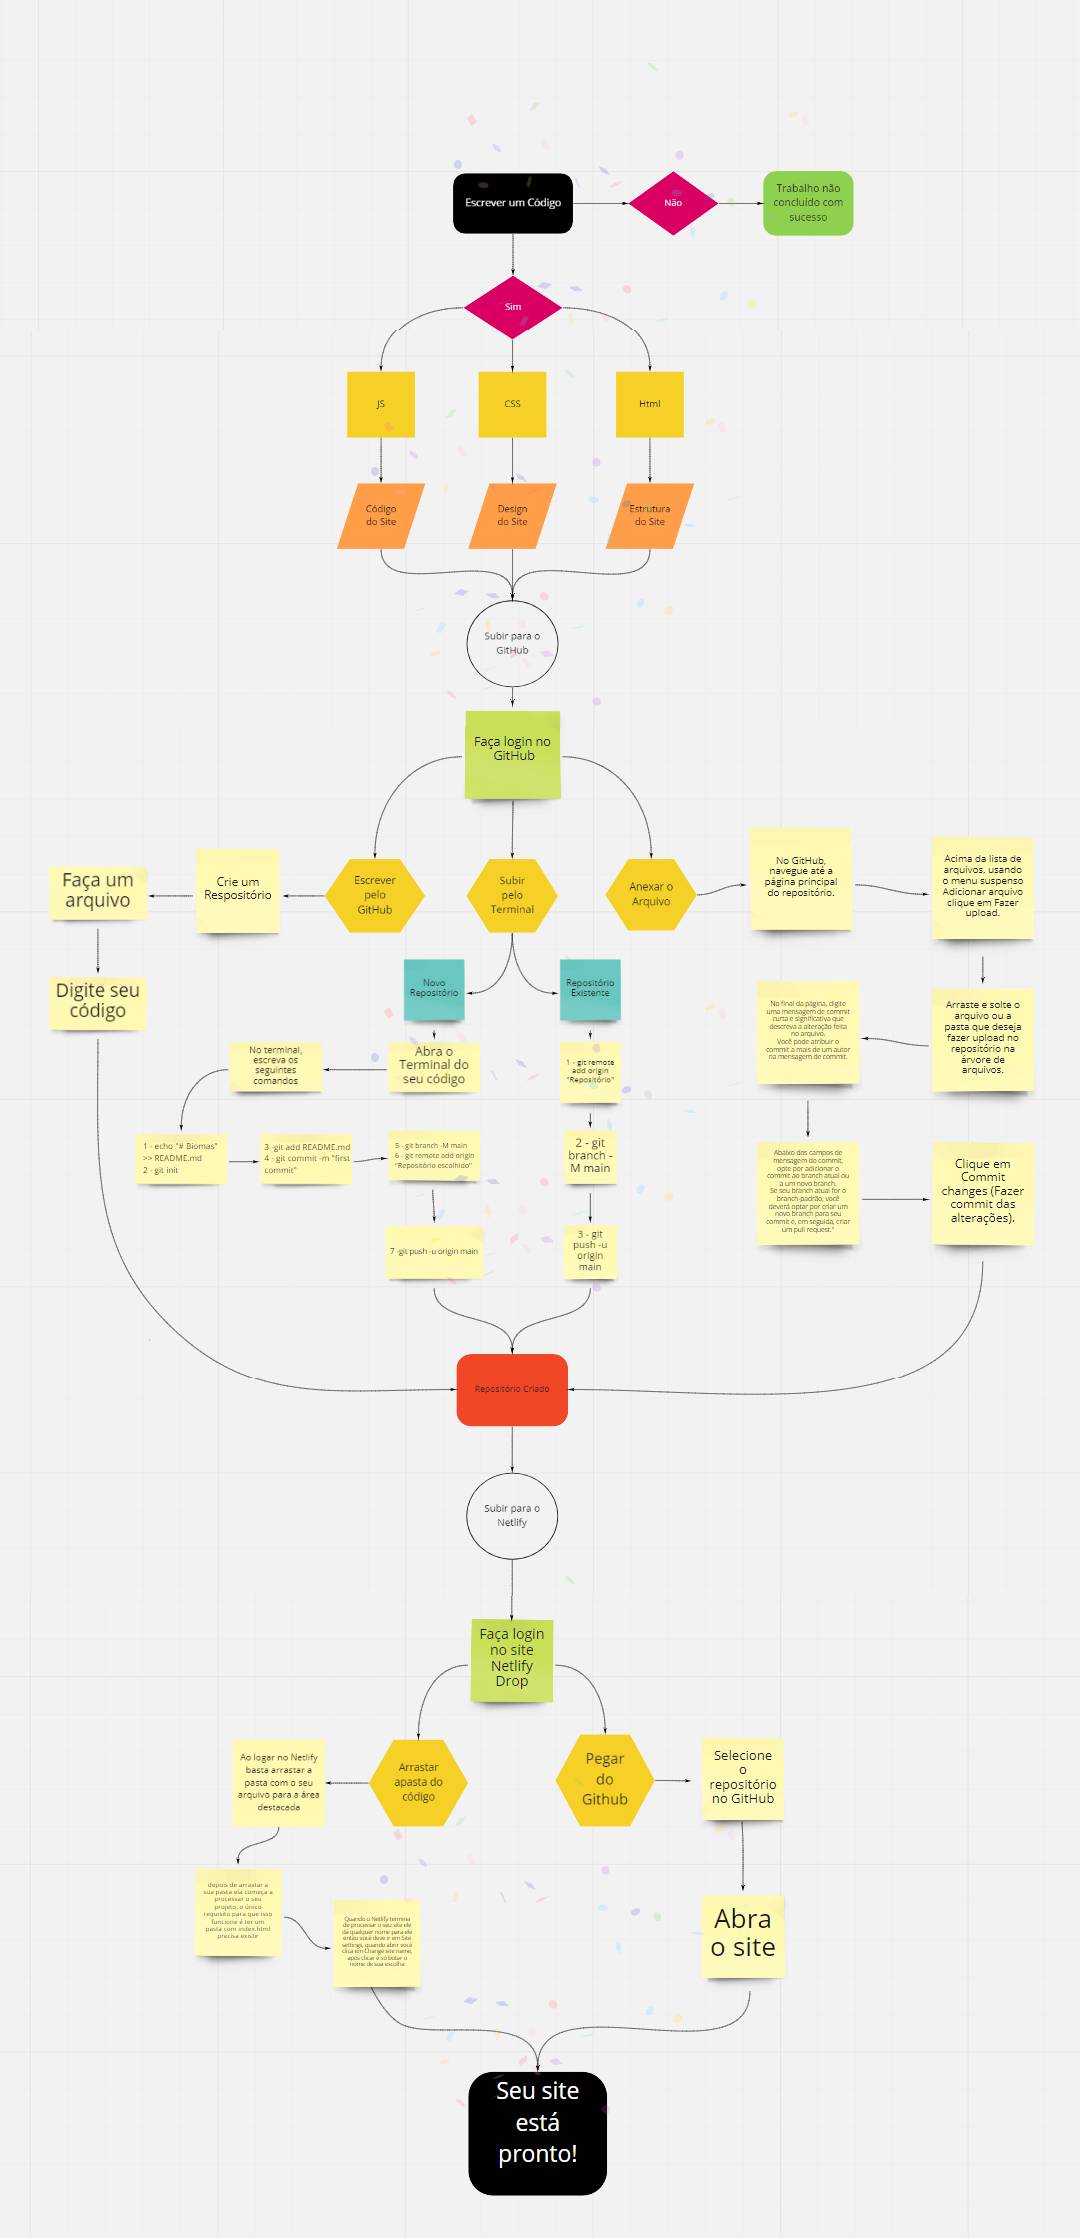 Escrever um Código
Não
Trabalho não
concluído com
sucesso
Sim
JS
CSS
Html
Código
do Site
Design
do Site
Estrutura
do Site
Subir para o
GitHub
Faça login no
GitHub
Escrever
pelo
GitHub
Crie um
Respositório
Faça um
arquivo
Digite seu
código
Subir
pelo
Terminal
Novo
Repositório
Abra o
Terminal do
seu código
No terminal,
escreva os
seguintes
comandos
1 - echo "# Biomas"
>> README.md
2 - git init
3 -git add README.md
4 - git commit -m "first
commit"
5 - git branch -M main
6 - git remote add origin
"Repositório escolhido"
7 -git push -u origin main
Repositório
Existente
1 - git remote
add origin
"Repositório"
2 - git
branch -
M main
3 - git
push -u
origin
main
Anexar o
Arquivo
No GitHub,
navegue até a
página principal
do repositório.
Acima da lista de
arquivos, usando
o menu suspenso
Adicionar arquivo
clique em Fazer
upload.
Arraste e solte o
arquivo ou a
pasta que deseja
fazer upload no
repositório na
árvore de
arquivos.
No final da página, digite
uma mensagem de commit
curta e significativa que
descreva a alteração feita
no arquivo.
Você pode atribuir o
commit a mais de um autor
na mensagem de commit.
Abaixo dos campos de
mensagem do commit,
opte por adicionar o
commit ao branch atual ou
a um novo branch.
Se seu branch atual for o
branch-padrão, você
deverá optar por criar um
novo branch para seu
commit e, em seguida, criar
um pull request."
Clique em
Commit
changes (Fazer
commit das
alterações).
Repositório Criado
Subir para o
Netlify
Faça login
no site
Netlify
Drop
Arrastar
apasta do
código
Ao logar no Netlify
basta arrastar a
pasta com o seu
arquivo para a área
destacada
depois de arrastar a
sua pasta ela começa a
processar o seu
projeto, o único
requisito para que isso
funcione é ter um
pasta com index.html
precisa existir
Quando o Netlify termina
de processar o seu site ele
dá qualquer nome para ele
então você deve ir em Site
settings, quando abrir você
clica em Change site name,
após clicar é só botar o
nome de sua escolha
Pegar
do
Github
Selecione
o
repositório
no GitHub
Abra
o site
Seu site
está
pronto!